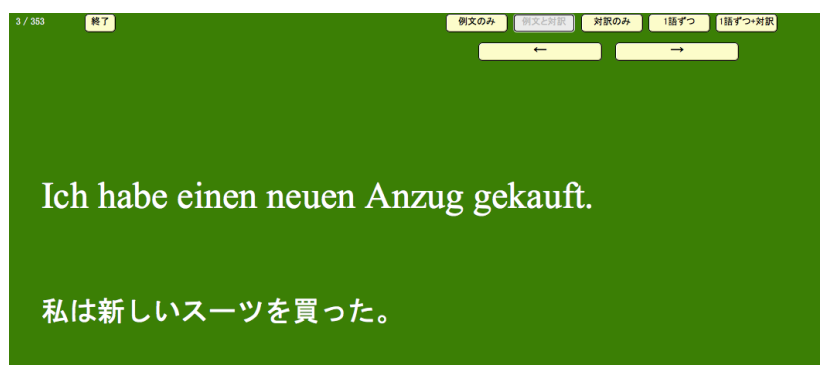 3 / 353 終了 例文のみ 例文と対訳 対訳のみ 1語ずつ 1語ずつ+対訳
← →
Ich habe einen neuen Anzug gekauft.
私は新しいスーツを買った。